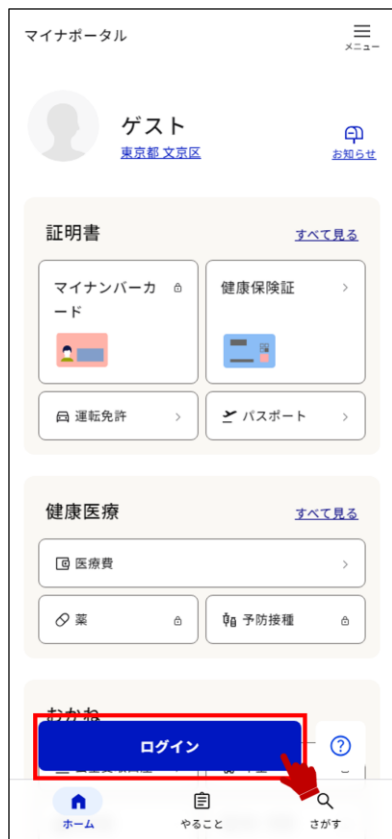 マイナポータル
メニュー
ゲスト
東京都 文京区
お知らせ
証明書
すべて見る
マイナンバーカ
ード
健康保険証
運転免許
パスポート
健康医療
すべて見る
医療費
薬
予防接種
おかね
ログイン
ホーム
やること
さがす